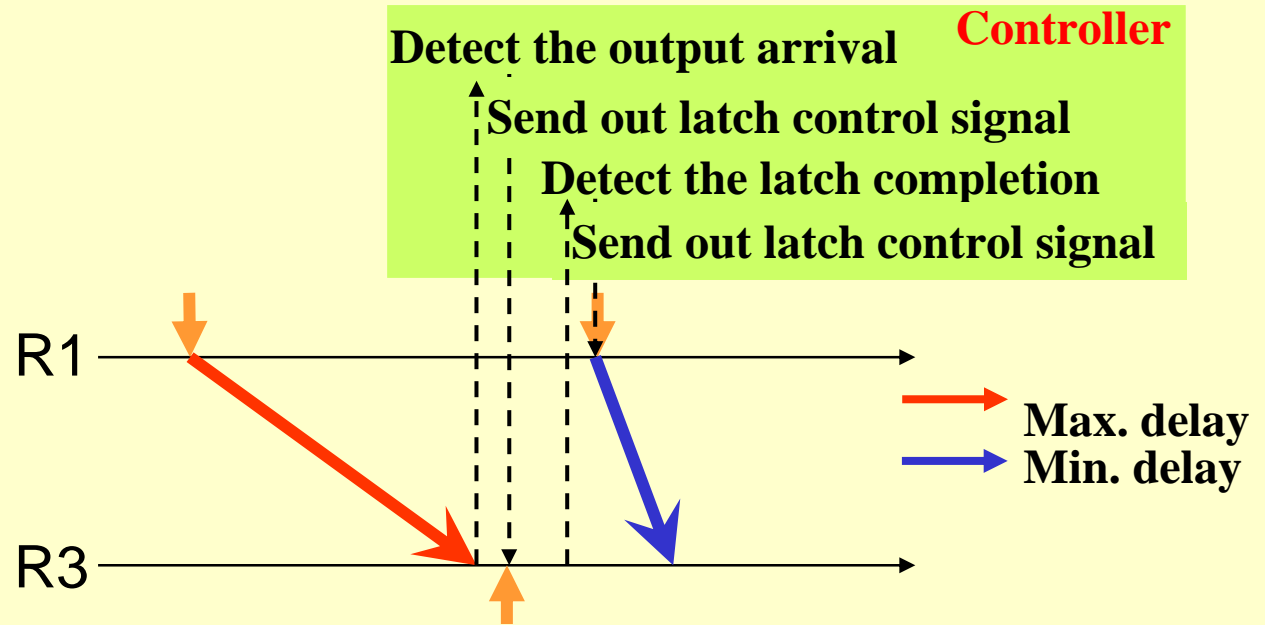 Controller
Detect the output arrival
Send out latch control signal
Detect the latch completion
Send out latch control signal
R1
Max. delay
Min. delay
R3